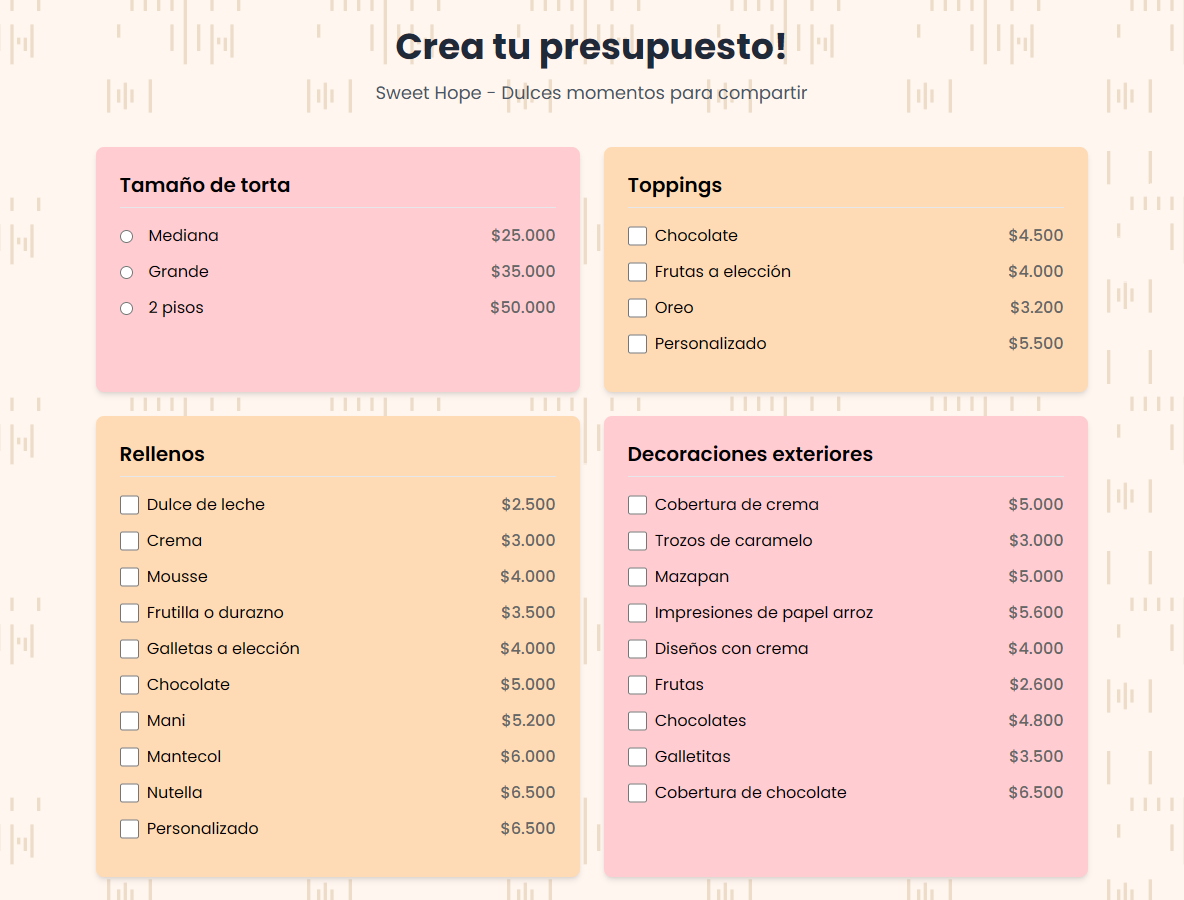 Crea tu presupuesto!
Sweet Hope - Dulces momentos para compartir
Tamaño de torta
Mediana $25.000
Grande $35.000
2 pisos $50.000
Toppings
Chocolate $4.500
Frutas a elección $4.000
Oreo $3.200
Personalizado $5.500
Rellenos
Dulce de leche $2.500
Crema $3.000
Mousse $4.000
Frutilla o durazno $3.500
Galletas a elección $4.000
Chocolate $5.000
Mani $5.200
Mantecol $6.000
Nutella $6.500
Personalizado $6.500
Decoraciones exteriores
Cobertura de crema $5.000
Trozos de caramelo $3.000
Mazapan $5.000
Impresiones de papel arroz $5.600
Diseños con crema $4.000
Frutas $2.600
Chocolates $4.800
Galletitas $3.500
Cobertura de chocolate $6.500